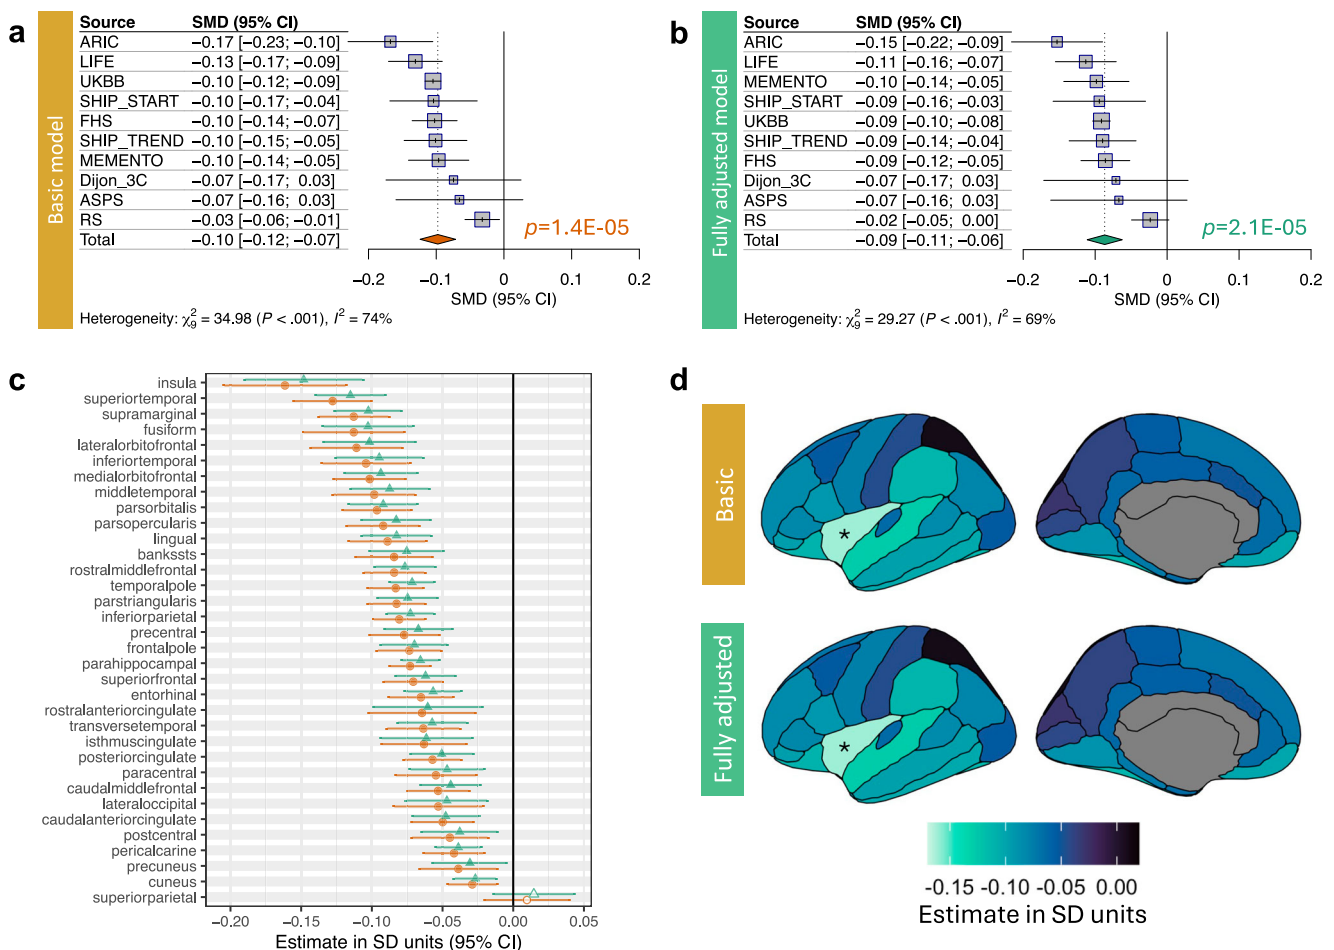 a
Basic model
Source SMD (95% CI)
ARIC −0.17 [−0.23; −0.10]
LIFE −0.13 [−0.17; −0.09]
UKBB −0.10 [−0.12; −0.09]
SHIP_START −0.10 [−0.17; −0.04]
FHS −0.10 [−0.14; −0.07]
SHIP_TREND −0.10 [−0.15; −0.05]
MEMENTO −0.10 [−0.14; −0.05]
Dijon_3C −0.07 [−0.17; 0.03]
ASPS −0.07 [−0.16; 0.03]
RS −0.03 [−0.06; −0.01]
Total −0.10 [−0.12; −0.07]
p=1.4E-05
−0.2 −0.1 0 0.1 0.2
SMD (95% CI)
Heterogeneity: χ²₉ = 34.98 (P < .001), I² = 74%
b
Fully adjusted model
Source SMD (95% CI)
ARIC −0.15 [−0.22; −0.09]
LIFE −0.11 [−0.16; −0.07]
MEMENTO −0.10 [−0.14; −0.05]
SHIP_START −0.09 [−0.16; −0.03]
UKBB −0.09 [−0.10; −0.08]
SHIP_TREND −0.09 [−0.14; −0.04]
FHS −0.09 [−0.12; −0.05]
Dijon_3C −0.07 [−0.17; 0.03]
ASPS −0.07 [−0.16; 0.03]
RS −0.02 [−0.05; 0.00]
Total −0.09 [−0.11; −0.06]
p=2.1E-05
−0.2 −0.1 0 0.1 0.2
SMD (95% CI)
Heterogeneity: χ²₉ = 29.27 (P < .001), I² = 69%
c
insula
superiortemporal
supramarginal
fusiform
lateralorbitofrontal
inferiortemporal
medialorbitofrontal
middletemporal
parsorbitalis
parsopercularis
lingual
bankssts
rostralmiddlefrontal
temporalpole
parstriangularis
inferiorparietal
precentral
frontalpole
parahippocampal
superiorfrontal
entorhinal
rostralanteriorcingulate
transversetemporal
isthmuscingulate
posteriorcingulate
paracentral
caudalmiddlefrontal
lateraloccipital
caudalanteriorcingulate
postcentral
pericalcarine
precuneus
cuneus
superiorparietal
−0.20 −0.15 −0.10 −0.05 0.00 0.05
Estimate in SD units (95% CI)
d
Basic
*
Fully adjusted
*
-0.15 -0.10 -0.05 0.00
Estimate in SD units